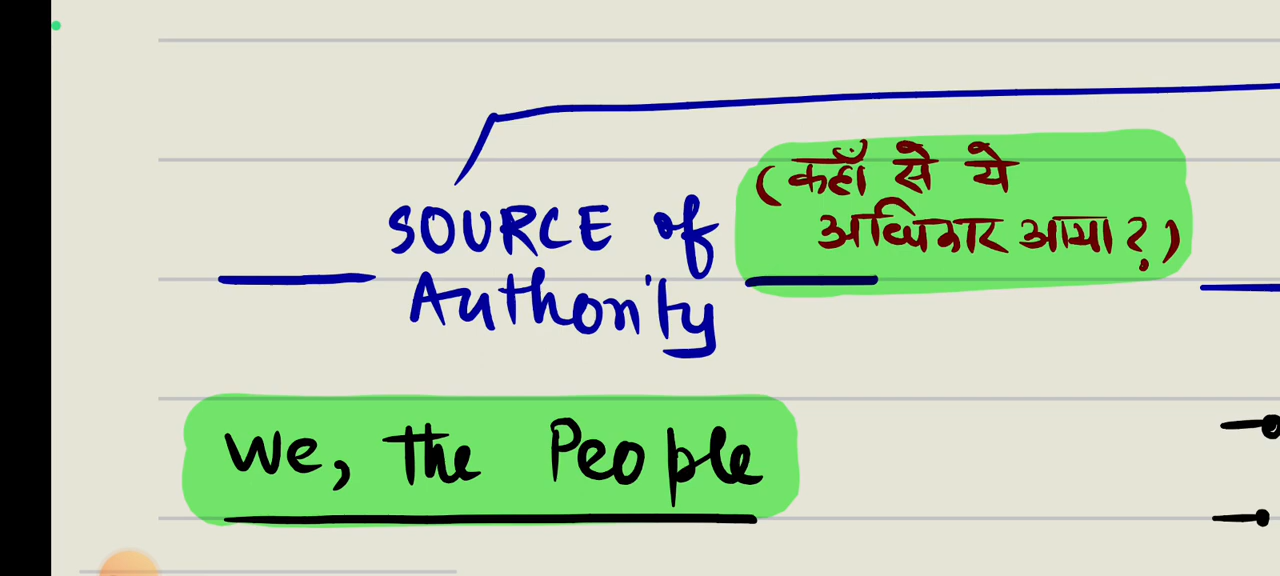 SOURCE of (कहाँ से ये
अधिकार आया?)
Authority
We, the People